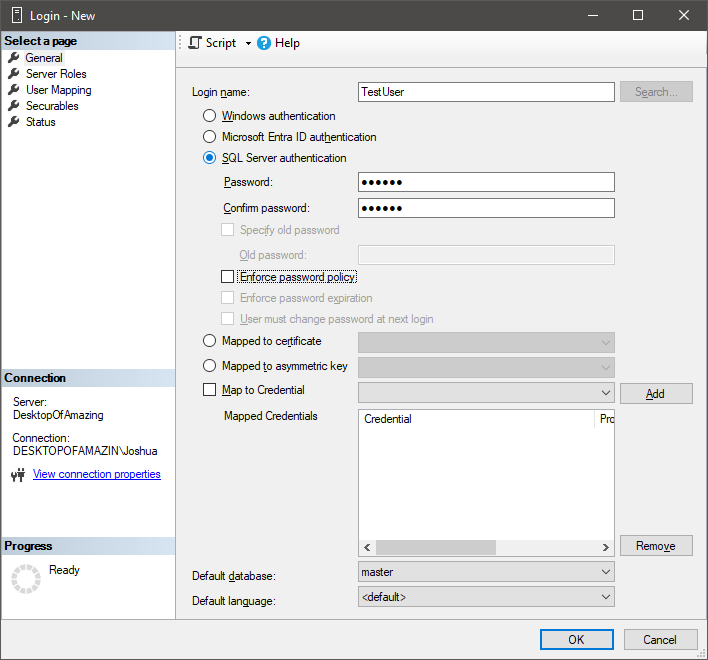 Login - New
Select a page
General
Server Roles
User Mapping
Securables
Status
Script
Help
Login name:
TestUser
Search...
Windows authentication
Microsoft Entra ID authentication
SQL Server authentication
Password:
●●●●●●
Confirm password:
●●●●●●
Specify old password
Old password:
Enforce password policy
Enforce password expiration
User must change password at next login
Mapped to certificate
Mapped to asymmetric key
Map to Credential
Add
Mapped Credentials
Credential
Pro
Remove
Default database:
master
Default language:
<default>
Connection
Server:
DesktopOfAmazing
Connection:
DESKTOPOFAMAZIN\Joshua
View connection properties
Progress
Ready
OK
Cancel